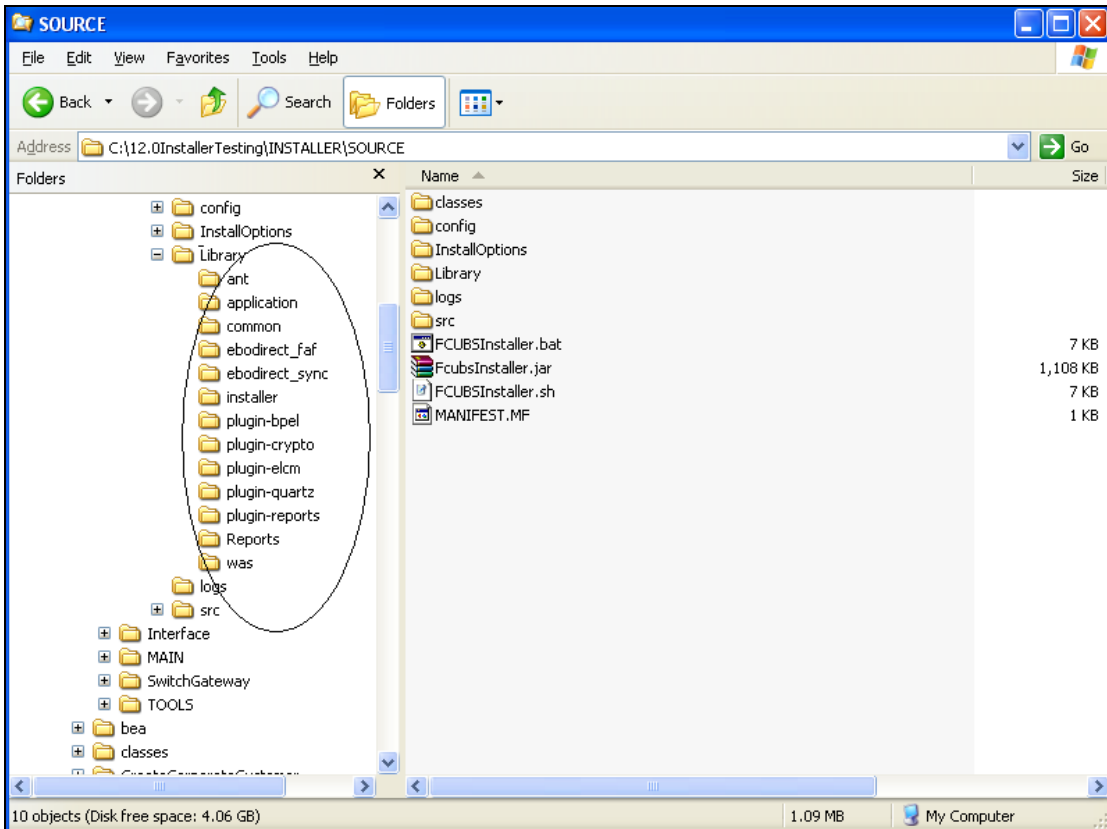 SOURCE
File Edit View Favorites Tools Help
Back Search Folders
Address C:\12.0InstallerTesting\INSTALLER\SOURCE Go
Folders x
config
InstallOptions
Library
ant
application
common
ebodirect_faf
ebodirect_sync
installer
plugin-bpel
plugin-crypto
plugin-elcm
plugin-quartz
plugin-reports
Reports
was
logs
src
Interface
MAIN
SwitchGateway
TOOLS
bea
classes
CreateCorporateCustomer
Name Size
classes
config
InstallOptions
Library
logs
src
FCUBSInstaller.bat 7 KB
FcubsInstaller.jar 1,108 KB
FCUBSInstaller.sh 7 KB
MANIFEST.MF 1 KB
10 objects (Disk free space: 4.06 GB) 1.09 MB My Computer